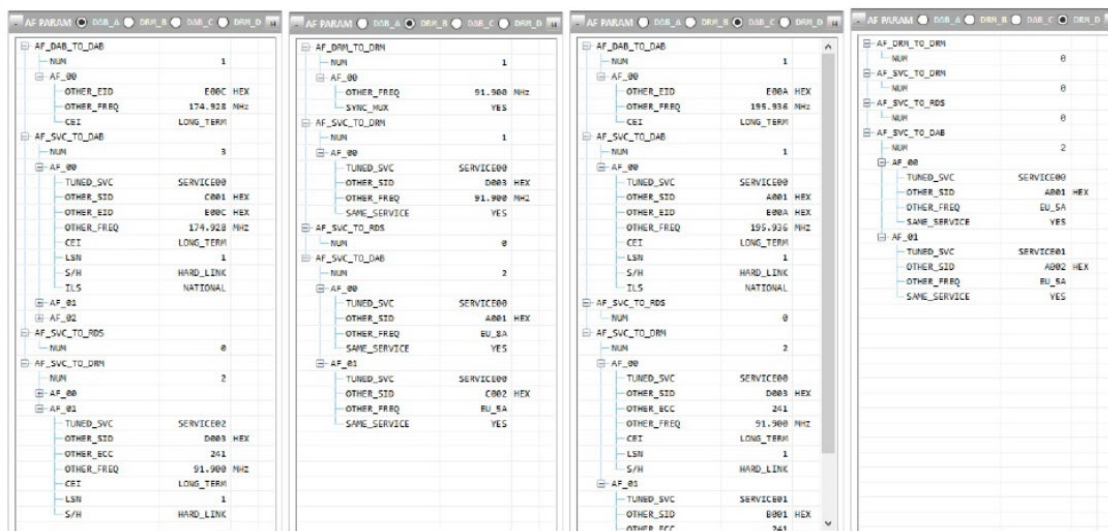 AF PARAM DAB_A DRM_B DAB_C DRM_D
AF_DAB_TO_DAB
NUM 1
AF_00
OTHER_EID E00C HEX
OTHER_FREQ 174.928 MHz
CEI LONG_TERM
AF_SVC_TO_DAB
NUM 3
AF_00
TUNED_SVC SERVICE00
OTHER_SID C001 HEX
OTHER_EID E00C HEX
OTHER_FREQ 174.928 MHz
CEI LONG_TERM
LSN 1
S/H HARD_LINK
ILS NATIONAL
AF_01
AF_02
AF_SVC_TO_RDS
NUM 0
AF_SVC_TO_DRM
NUM 2
AF_00
AF_01
TUNED_SVC SERVICE02
OTHER_SID D003 HEX
OTHER_ECC 241
OTHER_FREQ 91.900 MHz
CEI LONG_TERM
LSN 1
S/H HARD_LINK
AF PARAM DAB_A DRM_B DAB_C DRM_D
AF_DRM_TO_DRM
NUM 1
AF_00
OTHER_FREQ 91.900 MHz
SYNC_MUX YES
AF_SVC_TO_DRM
NUM 1
AF_00
TUNED_SVC SERVICE00
OTHER_SID D003 HEX
OTHER_FREQ 91.900 MHz
SAME_SERVICE YES
AF_SVC_TO_RDS
NUM 0
AF_SVC_TO_DAB
NUM 2
AF_00
TUNED_SVC SERVICE00
OTHER_SID A001 HEX
OTHER_FREQ EU_8A
SAME_SERVICE YES
AF_01
TUNED_SVC SERVICE00
OTHER_SID C002 HEX
OTHER_FREQ EU_5A
SAME_SERVICE YES
AF PARAM DAB_A DRM_B DAB_C DRM_D
AF_DAB_TO_DAB
NUM 1
AF_00
OTHER_EID E00A HEX
OTHER_FREQ 195.936 MHz
CEI LONG_TERM
AF_SVC_TO_DAB
NUM 1
AF_00
TUNED_SVC SERVICE00
OTHER_SID A001 HEX
OTHER_EID E00A HEX
OTHER_FREQ 195.936 MHz
CEI LONG_TERM
LSN 1
S/H HARD_LINK
ILS NATIONAL
AF_SVC_TO_RDS
NUM 0
AF_SVC_TO_DRM
NUM 2
AF_00
TUNED_SVC SERVICE00
OTHER_SID D003 HEX
OTHER_ECC 241
OTHER_FREQ 91.900 MHz
CEI LONG_TERM
LSN 1
S/H HARD_LINK
AF_01
TUNED_SVC SERVICE01
OTHER_SID B001 HEX
OTHER_ECC 241
AF PARAM DAB_A DRM_B DAB_C DRM_D
AF_DRM_TO_DRM
NUM 0
AF_SVC_TO_DRM
NUM 0
AF_SVC_TO_RDS
NUM 0
AF_SVC_TO_DAB
NUM 2
AF_00
TUNED_SVC SERVICE00
OTHER_SID A001 HEX
OTHER_FREQ EU_5A
SAME_SERVICE YES
AF_01
TUNED_SVC SERVICE01
OTHER_SID A002 HEX
OTHER_FREQ EU_5A
SAME_SERVICE YES